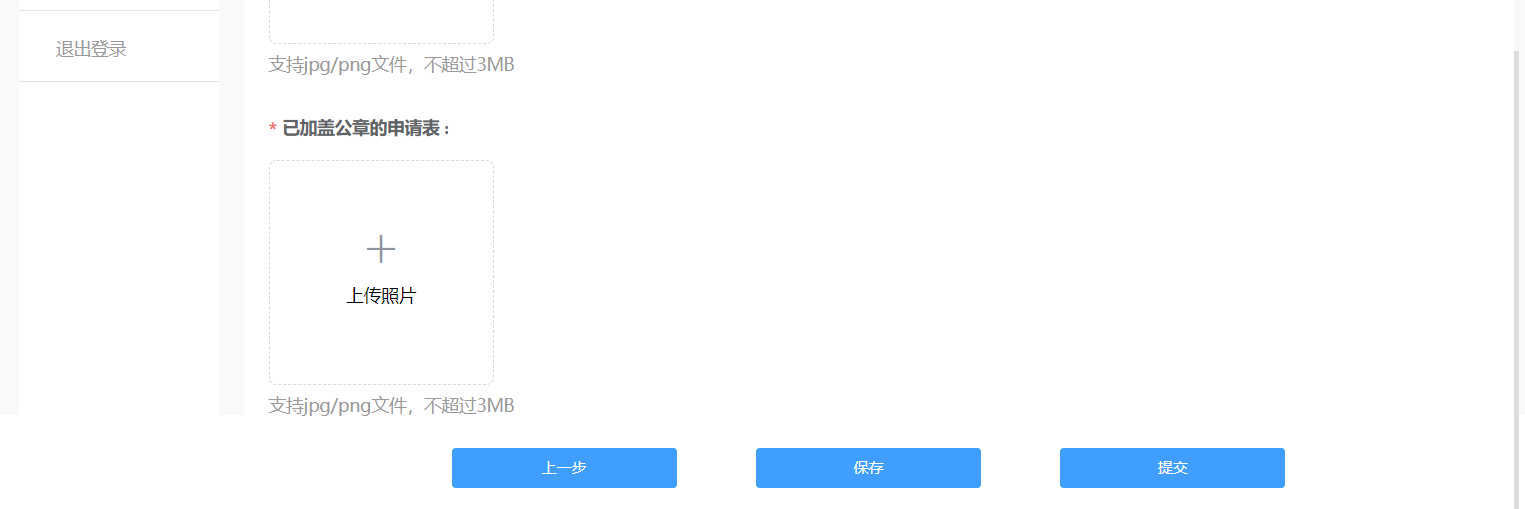 退出登录
支持jpg/png文件，不超过3MB
* 已加盖公章的申请表：
上传照片
支持jpg/png文件，不超过3MB
上一步
保存
提交